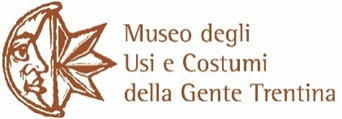 Museo degli
Usi e Costumi
della Gente Trentina